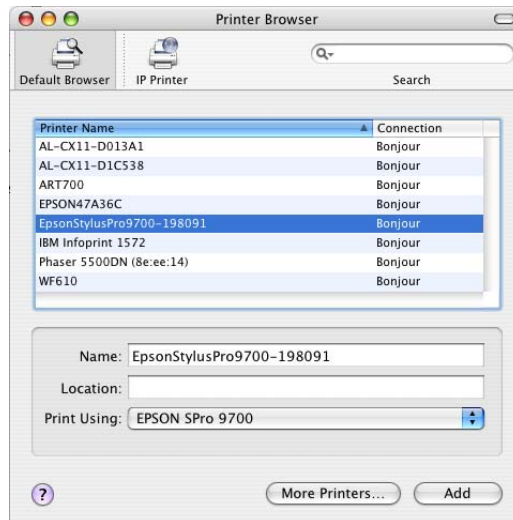 Printer Browser
Default Browser IP Printer Search
Printer Name Connection
AL-CX11-D013A1 Bonjour
AL-CX11-D1C538 Bonjour
ART700 Bonjour
EPSON47A36C Bonjour
EpsonStylusPro9700-198091 Bonjour
IBM Infoprint 1572 Bonjour
Phaser 5500DN (8e:ee:14) Bonjour
WF610 Bonjour
Name: EpsonStylusPro9700-198091
Location:
Print Using: EPSON SPro 9700
? More Printers... Add